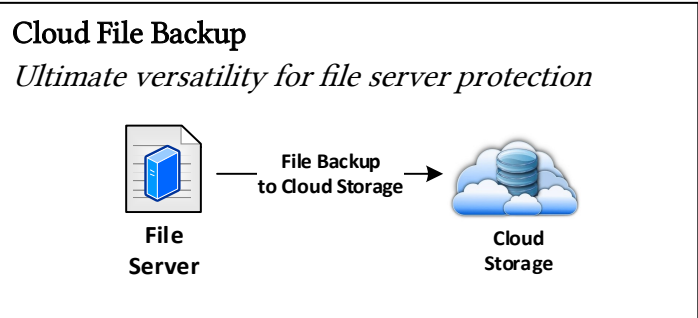 Cloud File Backup
Ultimate versatility for file server protection
File Backup
to Cloud Storage
File
Server
Cloud
Storage